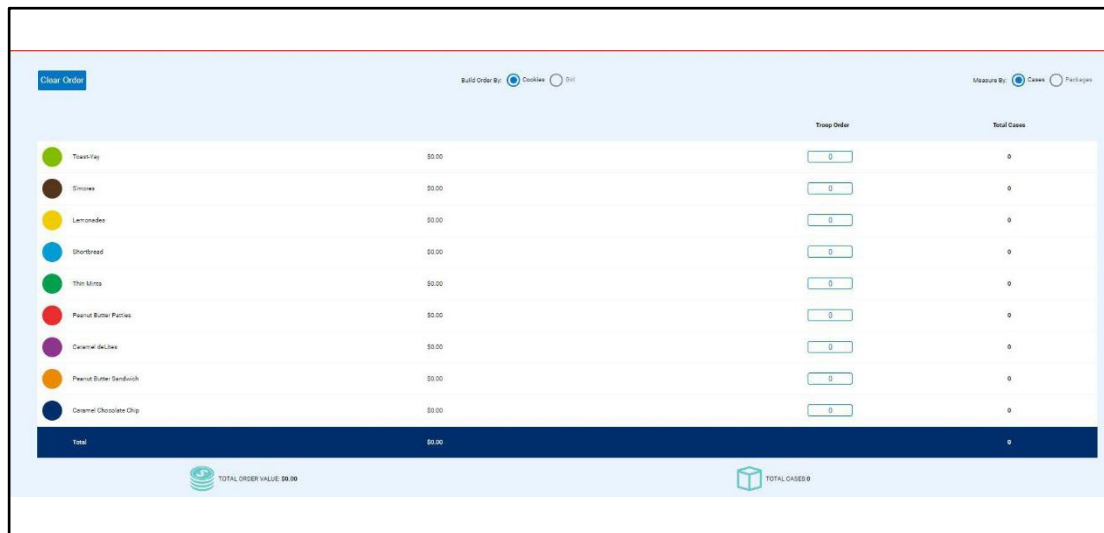 Clear Order Build Order By: Cookies Girl Measure By: Cases Packages
Troop Order Total Cases
Toast-Yay $0.00 0 0
S'mores $0.00 0 0
Lemonades $0.00 0 0
Shortbread $0.00 0 0
Thin Mints $0.00 0 0
Peanut Butter Patties $0.00 0 0
Caramel deLites $0.00 0 0
Peanut Butter Sandwich $0.00 0 0
Caramel Chocolate Chip $0.00 0 0
Total $0.00 0
TOTAL ORDER VALUE: $0.00 TOTAL CASES:0